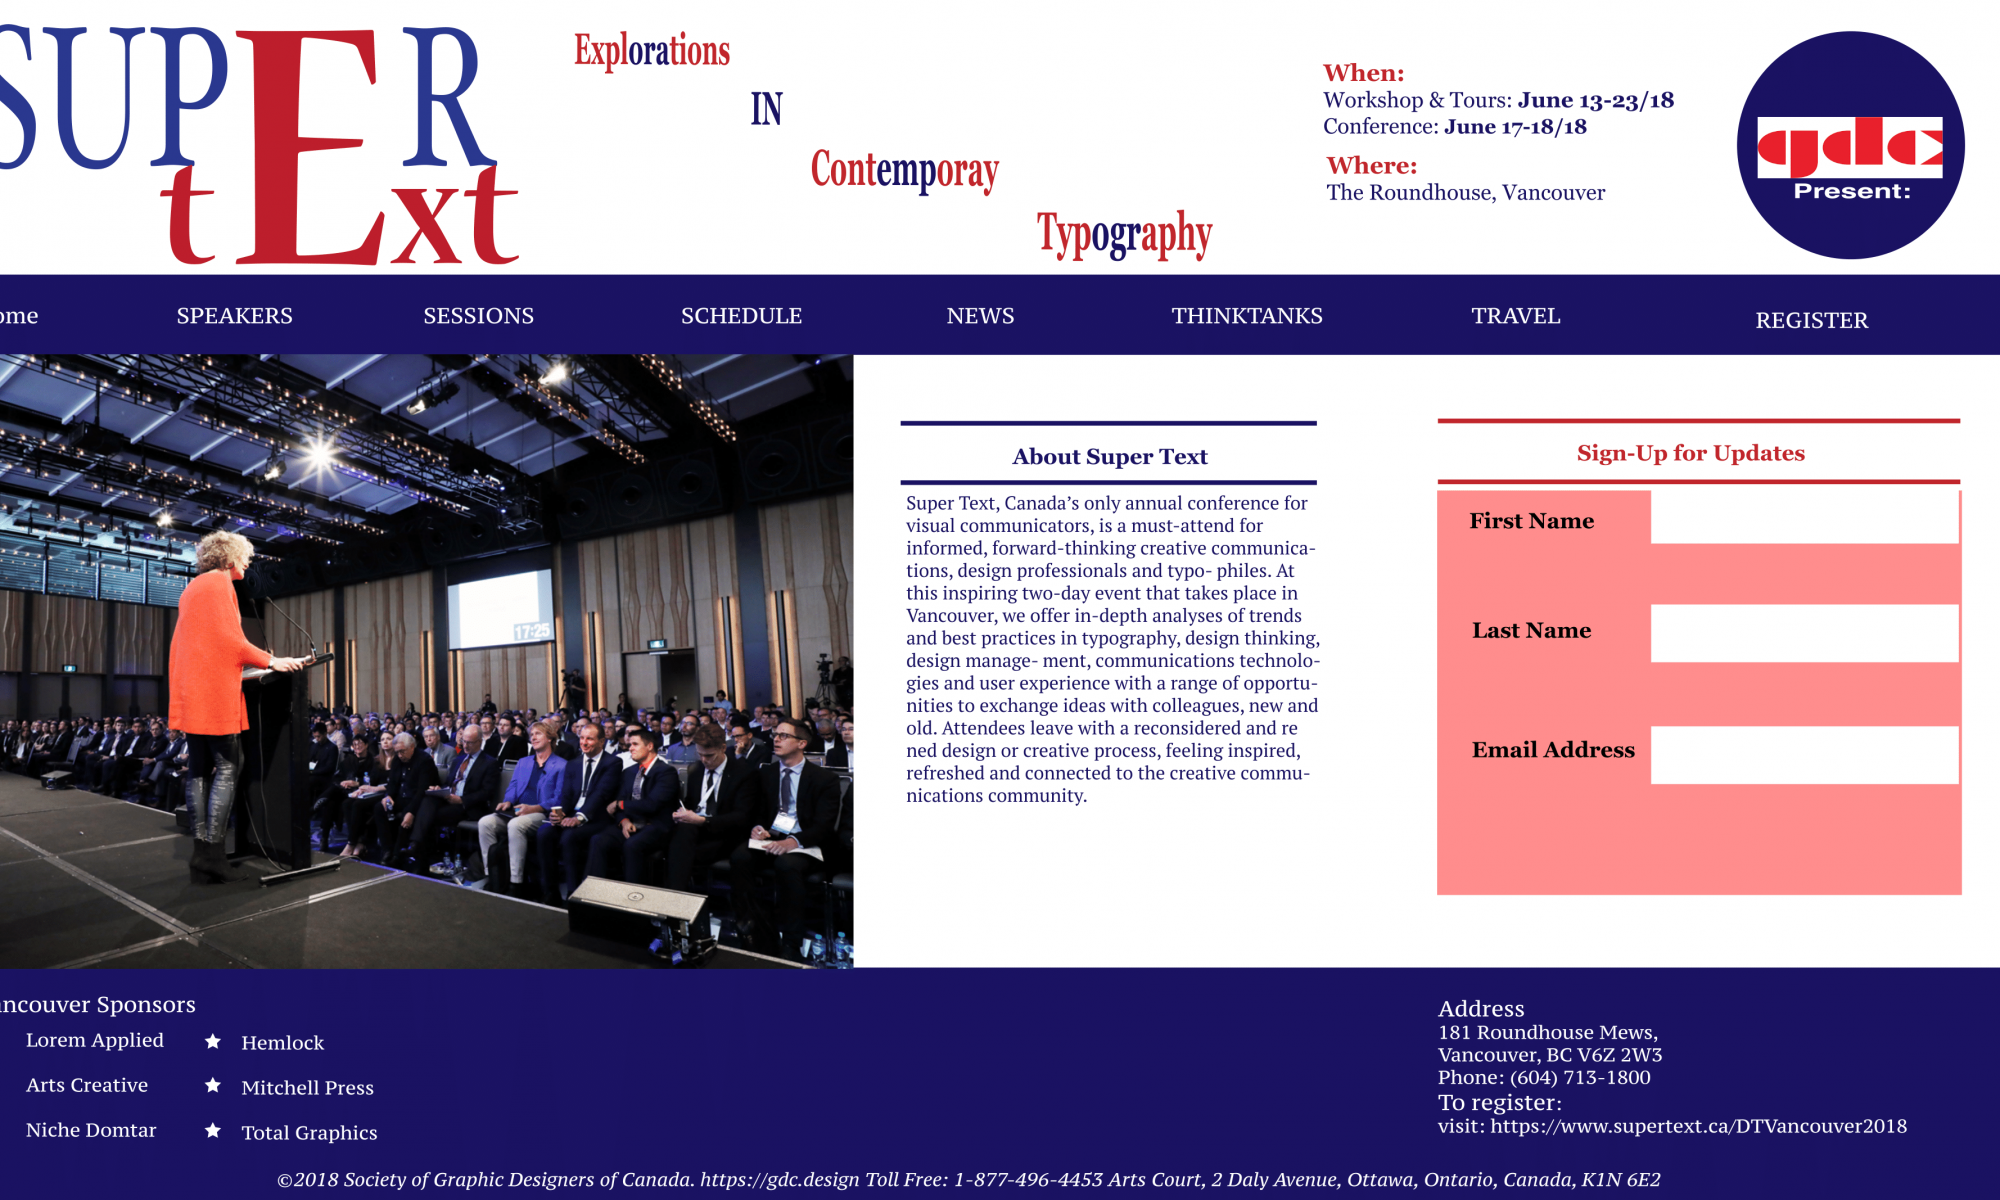 SUPER
tExt
Explorations
IN
Contemporay
Typography
When:
Workshop & Tours: June 13-23/18
Conference: June 17-18/18
Where:
The Roundhouse, Vancouver
gdc
Present:
ome
SPEAKERS
SESSIONS
SCHEDULE
NEWS
THINKTANKS
TRAVEL
REGISTER
17:25
About Super Text
Super Text, Canada’s only annual conference for
visual communicators, is a must-attend for
informed, forward-thinking creative communica-
tions, design professionals and typo- philes. At
this inspiring two-day event that takes place in
Vancouver, we offer in-depth analyses of trends
and best practices in typography, design thinking,
design manage- ment, communications technolo-
gies and user experience with a range of opportu-
nities to exchange ideas with colleagues, new and
old. Attendees leave with a reconsidered and re
ned design or creative process, feeling inspired,
refreshed and connected to the creative commu-
nications community.
Sign-Up for Updates
First Name
Last Name
Email Address
ncouver Sponsors
Lorem Applied
Hemlock
Arts Creative
Mitchell Press
Niche Domtar
Total Graphics
Address
181 Roundhouse Mews,
Vancouver, BC V6Z 2W3
Phone: (604) 713-1800
To register:
visit: https://www.supertext.ca/DTVancouver2018
©2018 Society of Graphic Designers of Canada. https://gdc.design Toll Free: 1-877-496-4453 Arts Court, 2 Daly Avenue, Ottawa, Ontario, Canada, K1N 6E2